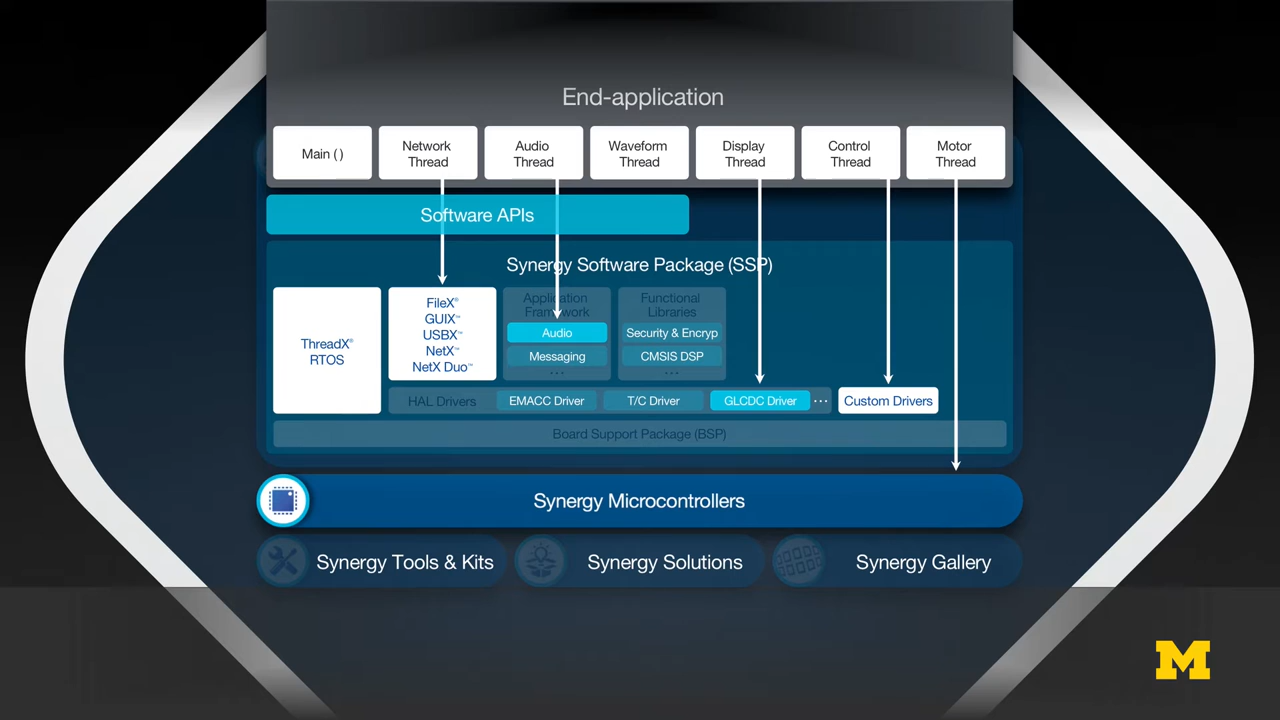 End-application
Main ( )
Network
Thread
Audio
Thread
Waveform
Thread
Display
Thread
Control
Thread
Motor
Thread
Software APIs
Synergy Software Package (SSP)
ThreadX®
RTOS
FileX®
GUIX™
USBX™
NetX™
NetX Duo™
Application
Framework
Audio
Messaging
...
Functional
Libraries
Security & Encryp
CMSIS DSP
...
HAL Drivers
EMACC Driver
T/C Driver
GLCDC Driver
...
Custom Drivers
Board Support Package (BSP)
Synergy Microcontrollers
Synergy Tools & Kits
Synergy Solutions
Synergy Gallery
M